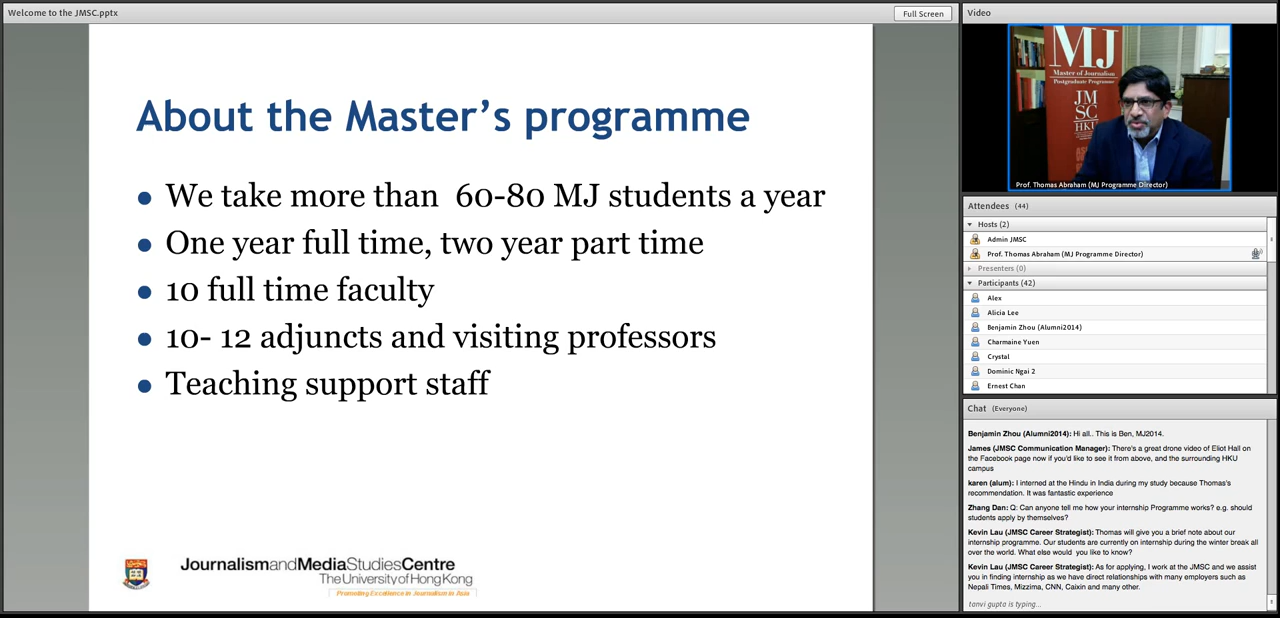 Welcome to the JMSC.pptx
Full Screen
About the Master's programme
We take more than 60-80 MJ students a year
One year full time, two year part time
10 full time faculty
10- 12 adjuncts and visiting professors
Teaching support staff
JournalismandMediaStudiesCentre
The University of Hong Kong
Promoting Excellence in Journalism in Asia
Video
MJ
Master of Journalism
Postgraduate Programme
JM
SC
HKU
Prof. Thomas Abraham (MJ Programme Director)
Attendees (44)
Hosts (2)
Admin JMSC
Prof. Thomas Abraham (MJ Programme Director)
Presenters (0)
Participants (42)
Alex
Alicia Lee
Benjamin Zhou (Alumni2014)
Charmaine Yuen
Crystal
Dominic Ngai 2
Ernest Chan
Chat (Everyone)
Benjamin Zhou (Alumni2014): Hi all.. This is Ben, MJ2014.
James (JMSC Communication Manager): There's a great drone video of Eliot Hall on
the Facebook page now if you'd like to see it from above, and the surrounding HKU
campus
karen (alum): I interned at the Hindu in India during my study because Thomas's
recommendation. It was fantastic experience
Zhang Dan: Q: Can anyone tell me how your internship Programme works? e.g. should
students apply by themselves?
Kevin Lau (JMSC Career Strategist): Thomas will give you a brief note about our
internship programme. Our students are currently on internship during the winter break all
over the world. What else would you like to know?
Kevin Lau (JMSC Career Strategist): As for applying, I work at the JMSC and we assist
you in finding internship as we have direct relationships with many employers such as
Nepali Times, Mizzima, CNN, Caixin and many other.
tanvi gupta is typing...